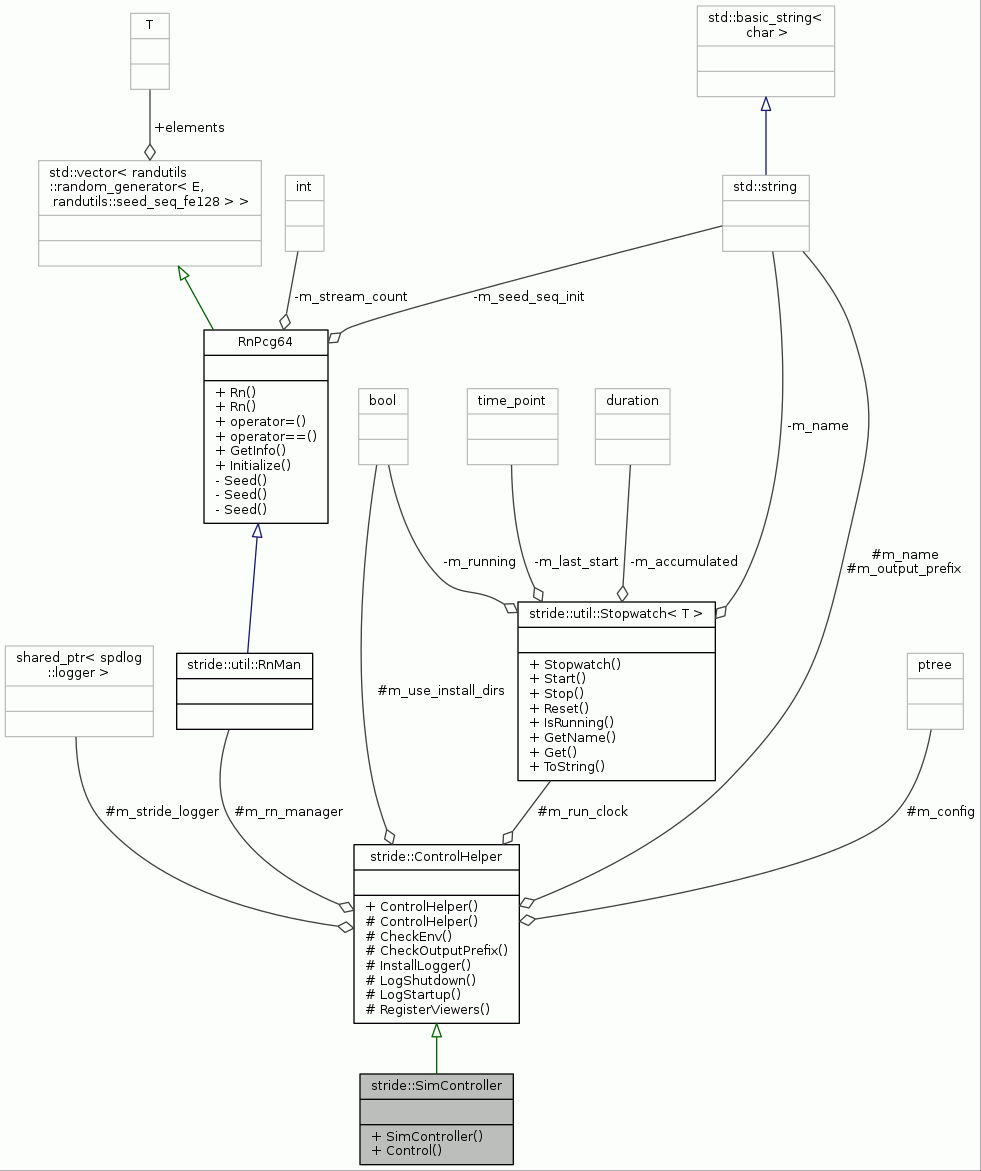 T
std::basic_string<
char >
+elements
std::vector< randutils
::random_generator< E,
randutils::seed_seq_fe128 > >
int
std::string
-m_stream_count
-m_seed_seq_init
RnPcg64
+ Rn()
+ Rn()
+ operator=()
+ operator==()
+ GetInfo()
+ Initialize()
- Seed()
- Seed()
- Seed()
bool
time_point
duration
-m_name
-m_running
-m_last_start
-m_accumulated
#m_name
#m_output_prefix
stride::util::Stopwatch< T >
+ Stopwatch()
+ Start()
+ Stop()
+ Reset()
+ IsRunning()
+ GetName()
+ Get()
+ ToString()
shared_ptr< spdlog
::logger >
stride::util::RnMan
#m_use_install_dirs
ptree
#m_stride_logger
#m_rn_manager
#m_run_clock
#m_config
stride::ControlHelper
+ ControlHelper()
# ControlHelper()
# CheckEnv()
# CheckOutputPrefix()
# InstallLogger()
# LogShutdown()
# LogStartup()
# RegisterViewers()
stride::SimController
+ SimController()
+ Control()